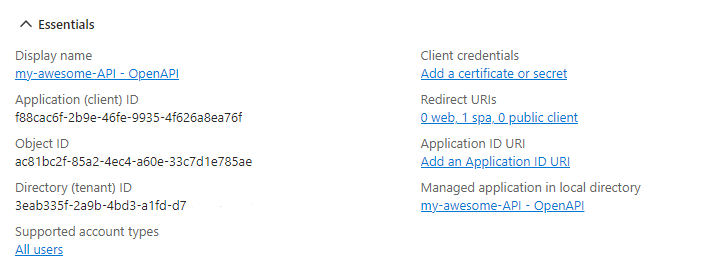 Essentials
Display name
my-awesome-API - OpenAPI
Application (client) ID
f88cac6f-2b9e-46fe-9935-4f626a8ea76f
Object ID
ac81bc2f-85a2-4ec4-a60e-33c7d1e785ae
Directory (tenant) ID
3eab335f-2a9b-4bd3-a1fd-d7
Supported account types
All users
Client credentials
Add a certificate or secret
Redirect URIs
0 web, 1 spa, 0 public client
Application ID URI
Add an Application ID URI
Managed application in local directory
my-awesome-API - OpenAPI